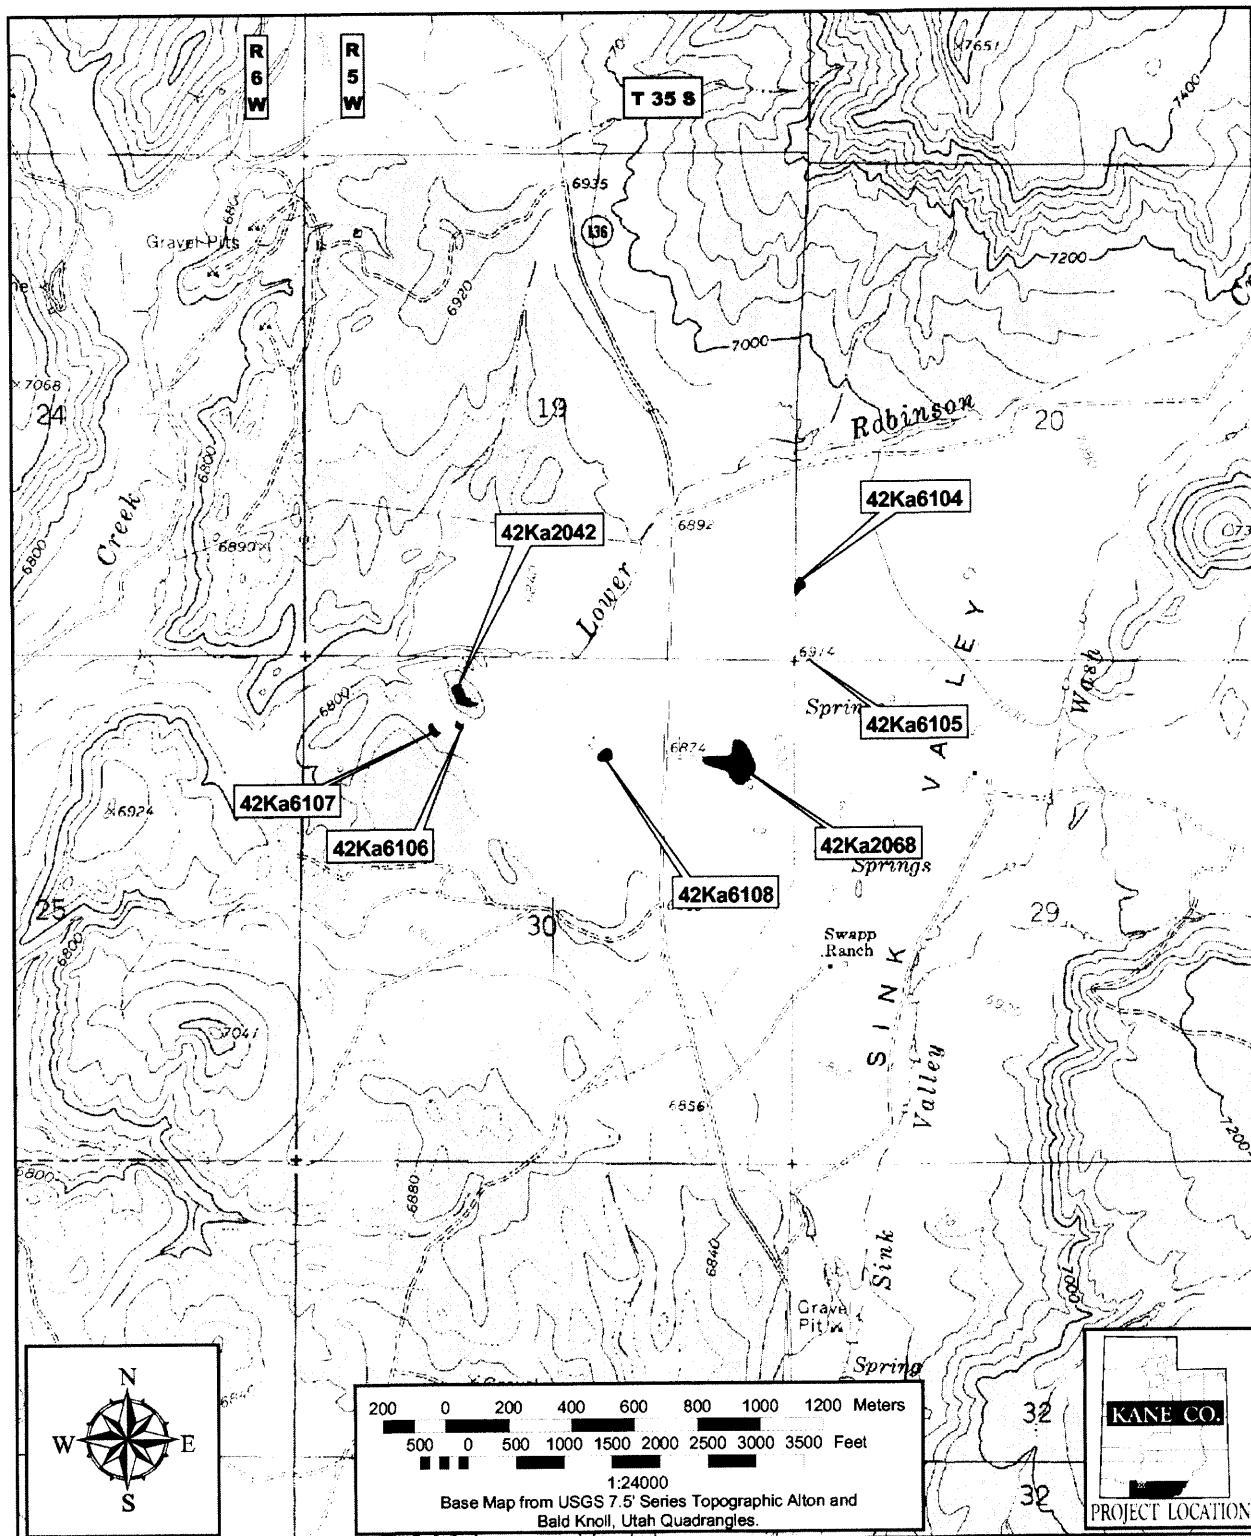 R
6
W
R
5
W
T 35 S
7651
7400
6935
136
Gravel Pits
6920
7200
7000
7068
24
19
Robinson
20
6800
6800
Creek
6890
6892
42Ka2042
42Ka6104
Lower
6800
6974
42Ka6105
VALLEY
Wash
6874
42Ka6107
6924
42Ka6106
42Ka2068
Springs
42Ka6108
25
6800
30
29
Swapp
Ranch
SINK
7041
Valley
6856
7200
6800
6880
6840
Sink
7000
Gravel
Pit
Spring
N
W E
S
200 0 200 400 600 800 1000 1200 Meters
500 0 500 1000 1500 2000 2500 3000 3500 Feet
1:24000
Base Map from USGS 7.5' Series Topographic Alton and
Bald Knoll, Utah Quadrangles.
32
32
KANE CO.
PROJECT LOCATION